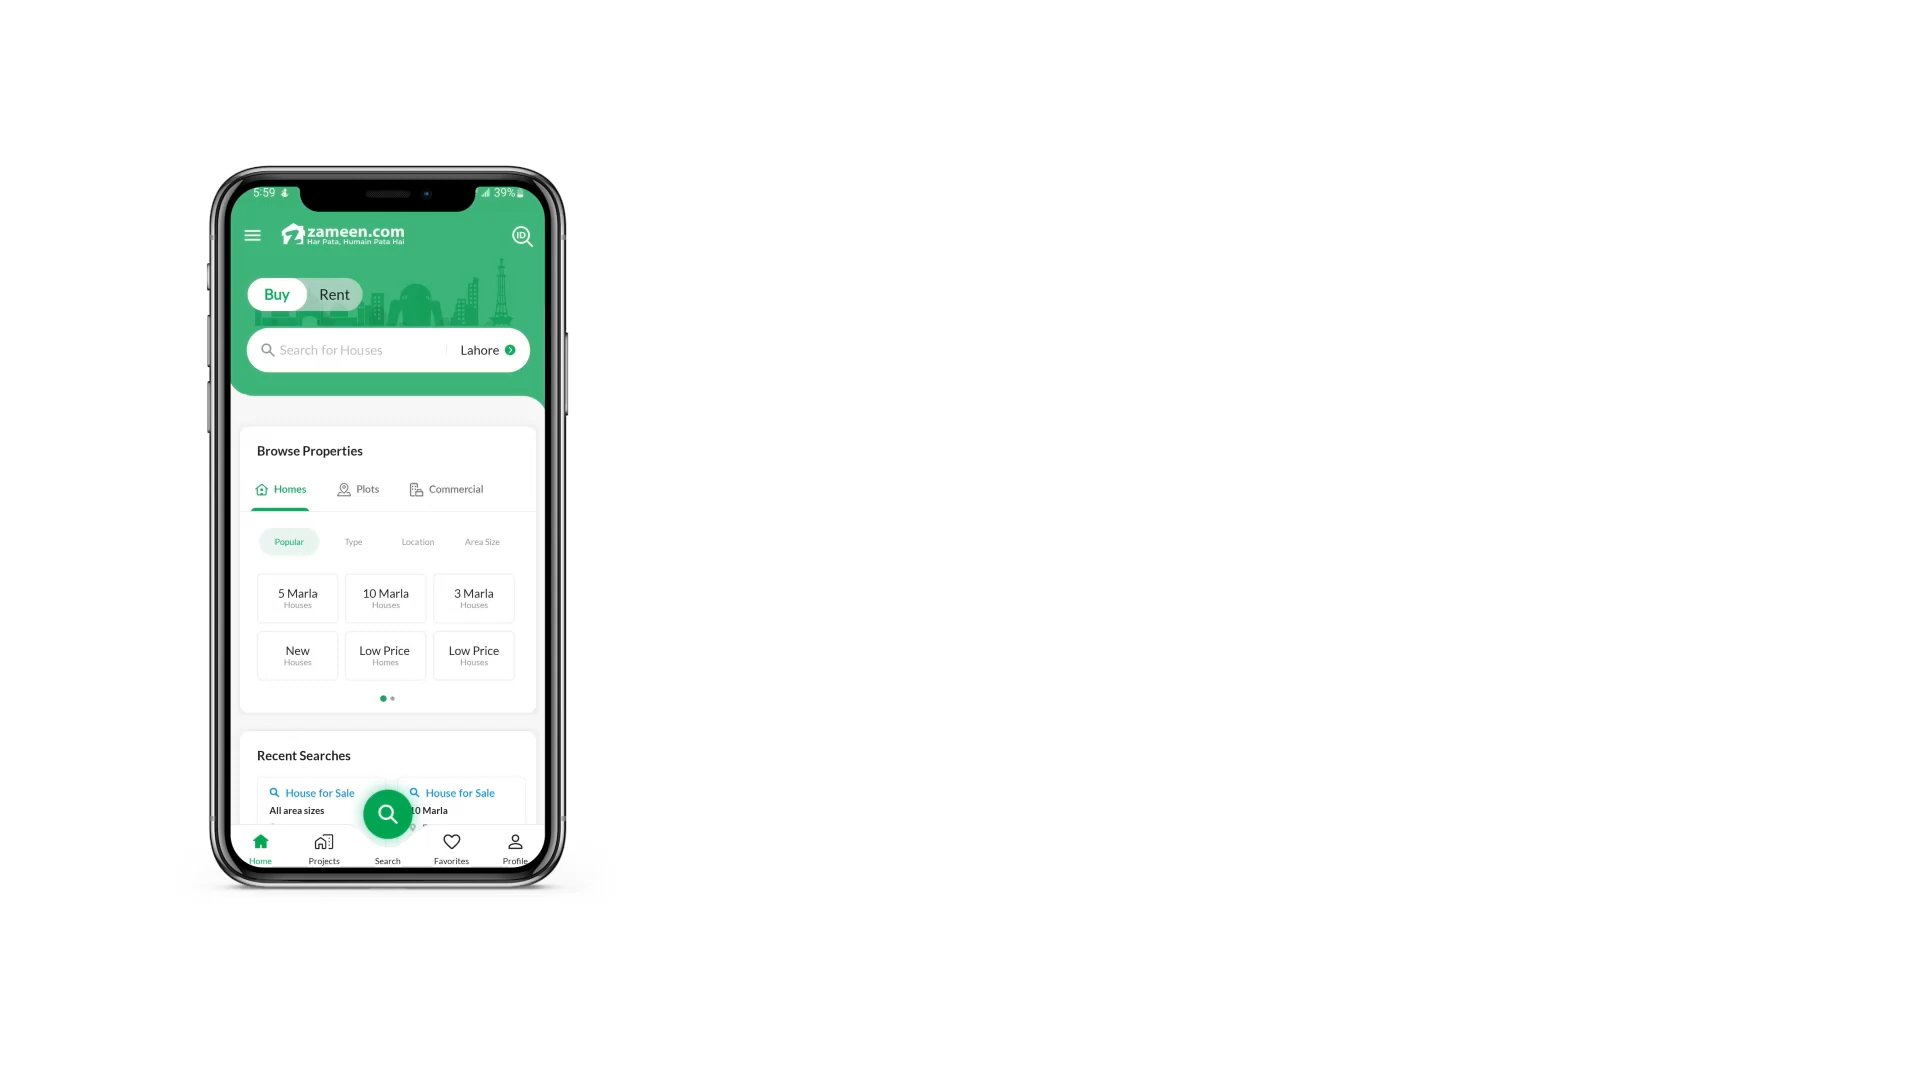 5:59
39%
zameen.com
Har Pata, Humain Pata Hai
ID
Buy Rent
Search for Houses Lahore
Browse Properties
Homes Plots Commercial
Popular Type Location Area Size
5 Marla 10 Marla 3 Marla
Houses Houses Houses
New Low Price Low Price
Houses Homes Houses
Recent Searches
House for Sale House for Sale
All area sizes 10 Marla
Home Projects Search Favorites Profile